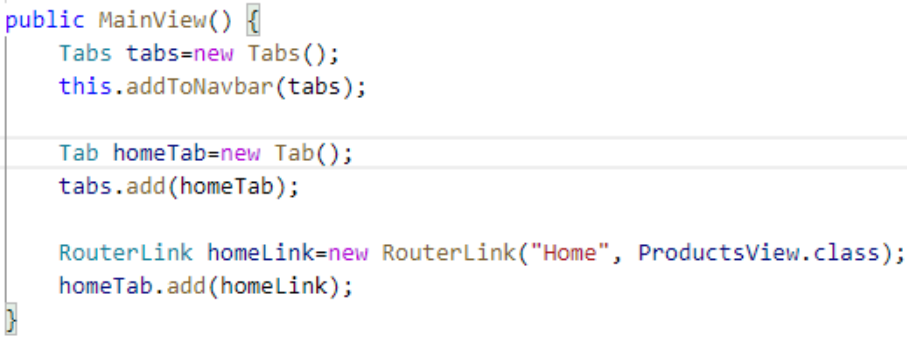 public MainView() {
    Tabs tabs=new Tabs();
    this.addToNavbar(tabs);

    Tab homeTab=new Tab();
    tabs.add(homeTab);

    RouterLink homeLink=new RouterLink("Home", ProductsView.class);
    homeTab.add(homeLink);
}